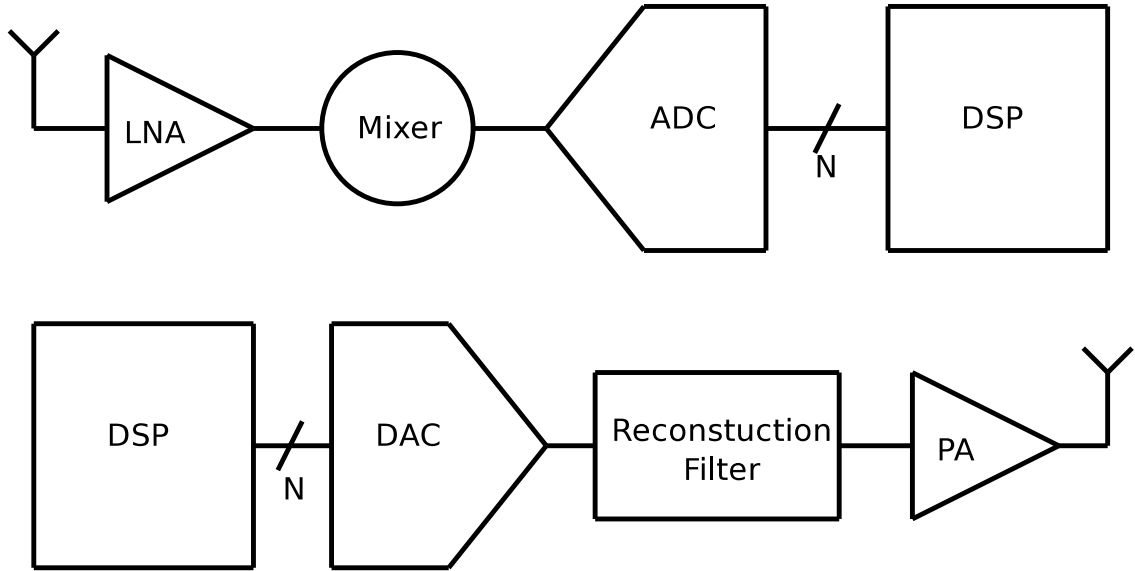 LNA
Mixer
ADC
N
DSP
DSP
N
DAC
Reconstuction
Filter
PA